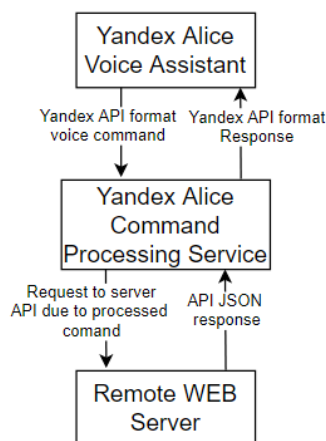 Yandex Alice
Voice Assistant
Yandex API format
voice command
Yandex API format
Response
Yandex Alice
Command
Processing Service
Request to server
API due to processed
comand
API JSON
response
Remote WEB
Server